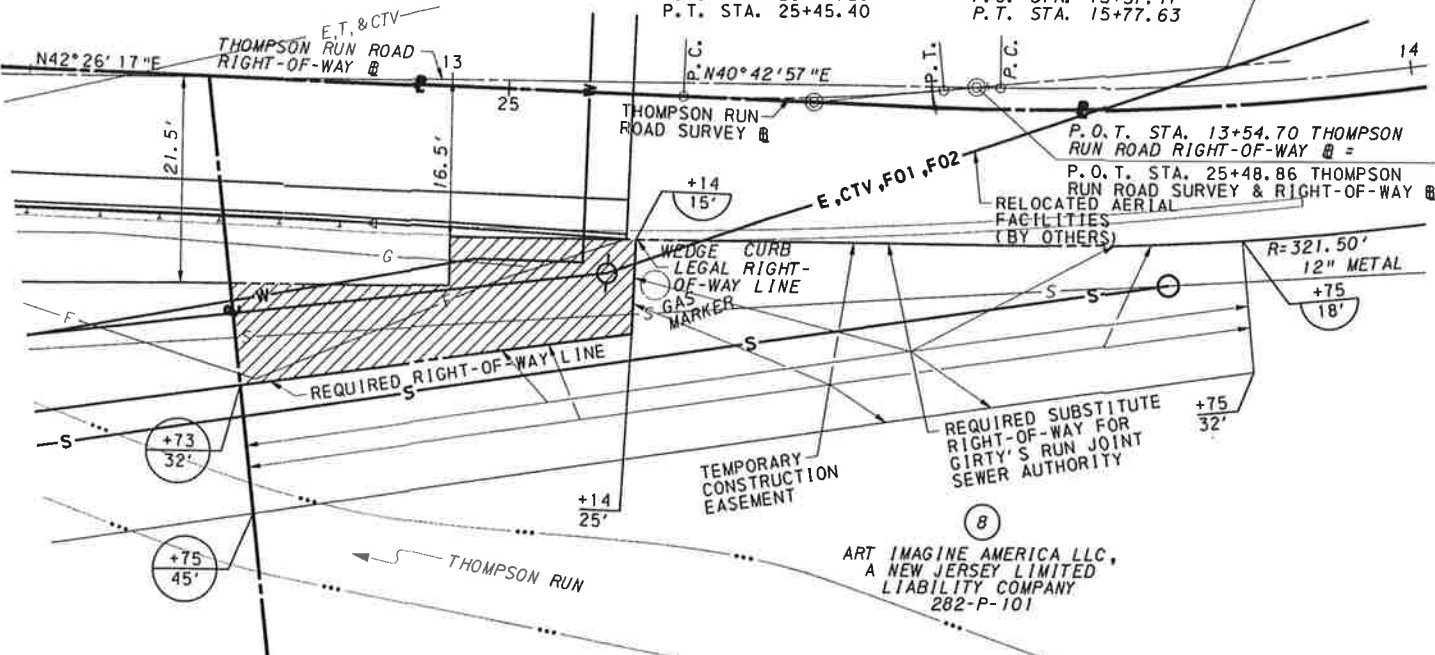 P.T. STA. 25+45.40
P.T. STA. 15+77.63
E,T,&CTV
N42°26'17"E
THOMPSON RUN ROAD
RIGHT-OF-WAY
13
25
P.C.
N40°42'57"E
P.T.
P.C.
14
THOMPSON RUN
ROAD SURVEY
21.5'
16.5'
W
P.O.T. STA. 13+54.70 THOMPSON
RUN ROAD RIGHT-OF-WAY =
P.O.T. STA. 25+48.86 THOMPSON
RUN ROAD SURVEY & RIGHT-OF-WAY
E,CTV,FO1,FO2
RELOCATED AERIAL
FACILITIES
(BY OTHERS)
+14
15'
WEDGE CURB
LEGAL RIGHT-
OF-WAY LINE
GAS
MARKER
G
R=321.50'
12" METAL
+75
18'
F
W
S
S
S
S
REQUIRED RIGHT-OF-WAY LINE
S
S
+73
32'
+14
25'
TEMPORARY
CONSTRUCTION
EASEMENT
REQUIRED SUBSTITUTE
RIGHT-OF-WAY FOR
GIRTY'S RUN JOINT
SEWER AUTHORITY
+75
32'
+75
45'
THOMPSON RUN
8
ART IMAGINE AMERICA LLC,
A NEW JERSEY LIMITED
LIABILITY COMPANY
282-P-101